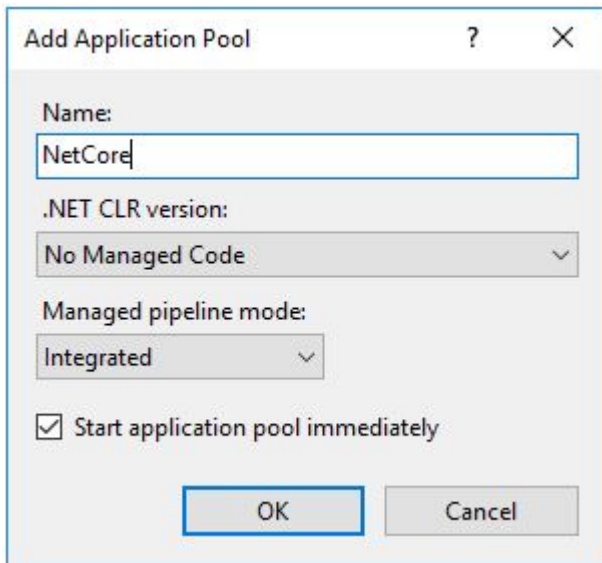 Add Application Pool ?
Name:
NetCore
.NET CLR version:
No Managed Code
Managed pipeline mode:
Integrated
Start application pool immediately
OK Cancel